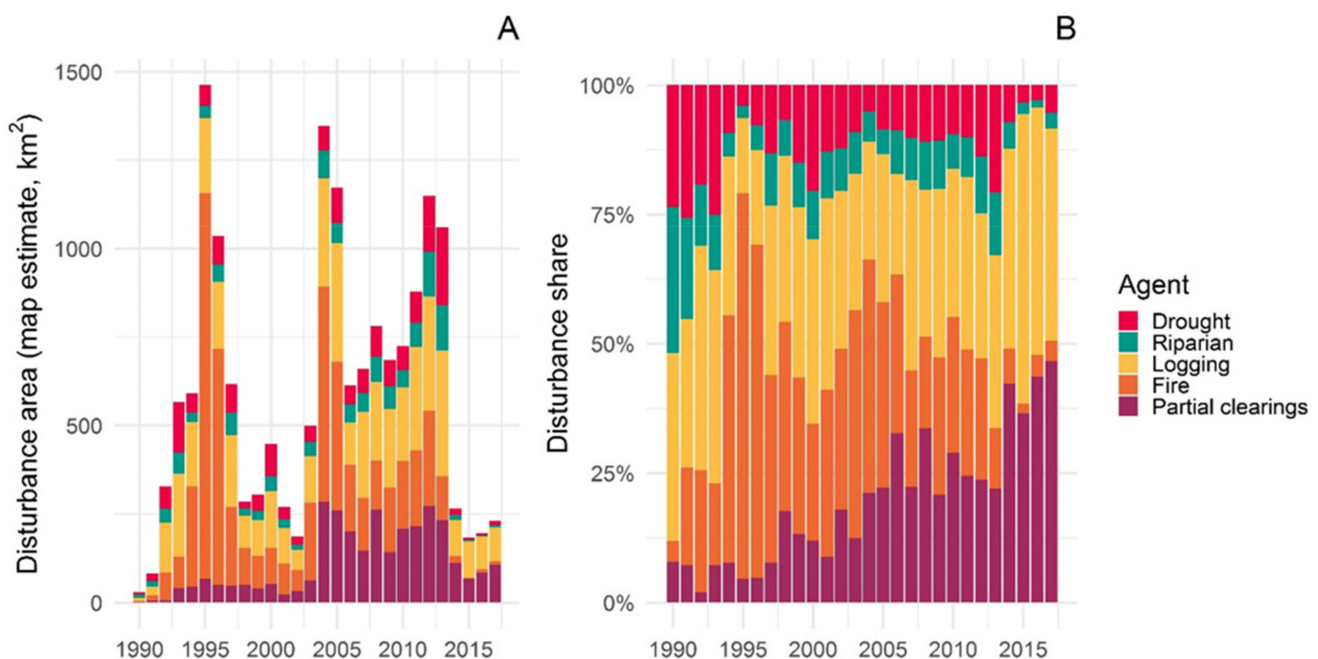 A
Disturbance area (map estimate, km²)
1500
1000
500
0
1990 1995 2000 2005 2010 2015
B
Disturbance share
100%
75%
50%
25%
0%
1990 1995 2000 2005 2010 2015
Agent
Drought
Riparian
Logging
Fire
Partial clearings